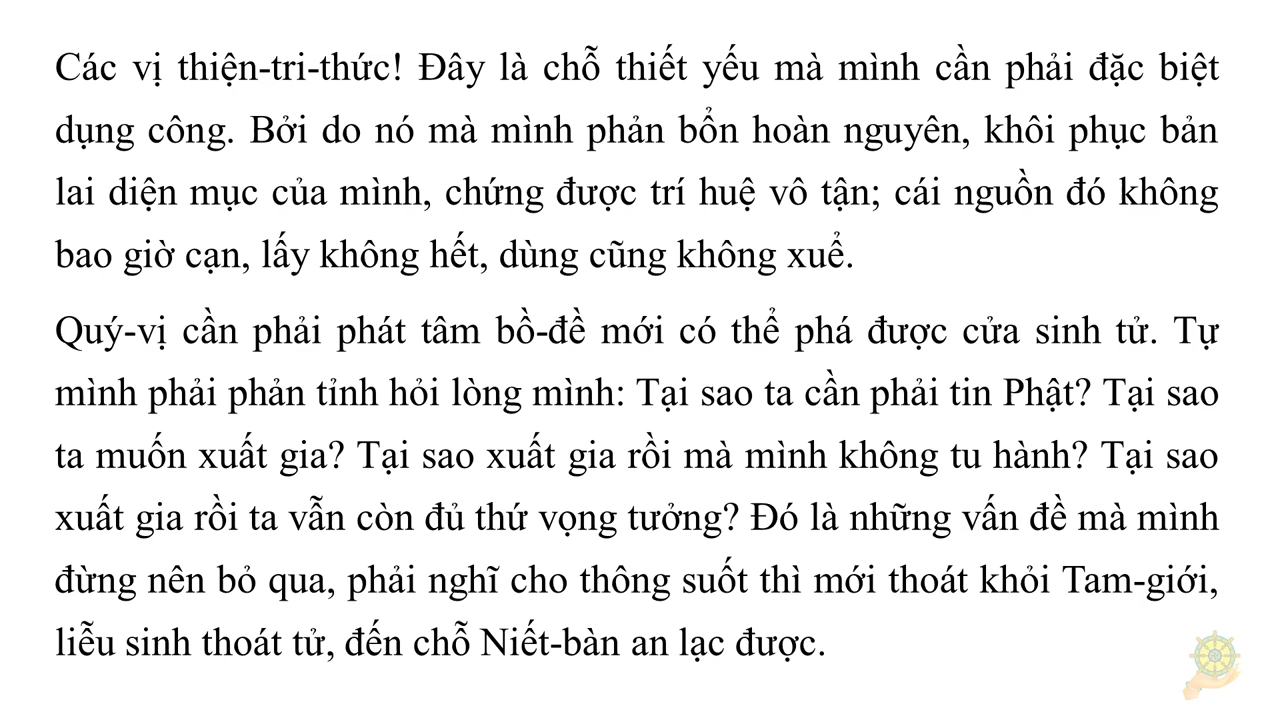 Các vị thiện-tri-thức! Đây là chỗ thiết yếu mà mình cần phải đặc biệt
dụng công. Bởi do nó mà mình phản bổn hoàn nguyên, khôi phục bản
lai diện mục của mình, chứng được trí huệ vô tận; cái nguồn đó không
bao giờ cạn, lấy không hết, dùng cũng không xuể.
Quý-vị cần phải phát tâm bồ-đề mới có thể phá được cửa sinh tử. Tự
mình phải phản tỉnh hỏi lòng mình: Tại sao ta cần phải tin Phật? Tại sao
ta muốn xuất gia? Tại sao xuất gia rồi mà mình không tu hành? Tại sao
xuất gia rồi ta vẫn còn đủ thứ vọng tưởng? Đó là những vấn đề mà mình
đừng nên bỏ qua, phải nghĩ cho thông suốt thì mới thoát khỏi Tam-giới,
liễu sinh thoát tử, đến chỗ Niết-bàn an lạc được.